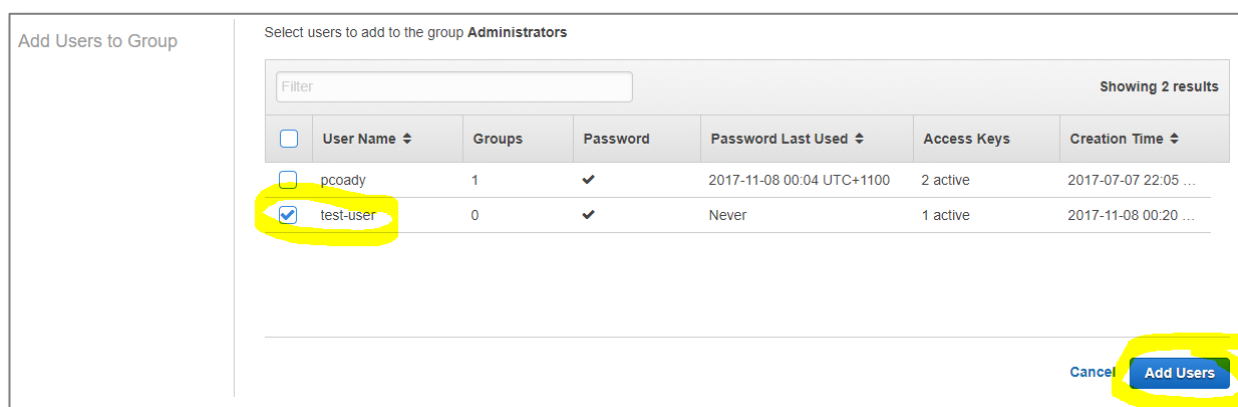 Add Users to Group
Select users to add to the group Administrators
Filter
Showing 2 results
User Name Groups Password Password Last Used Access Keys Creation Time
pcoady 1 2017-11-08 00:04 UTC+1100 2 active 2017-07-07 22:05 ...
test-user 0 Never 1 active 2017-11-08 00:20 ...
Cancel Add Users